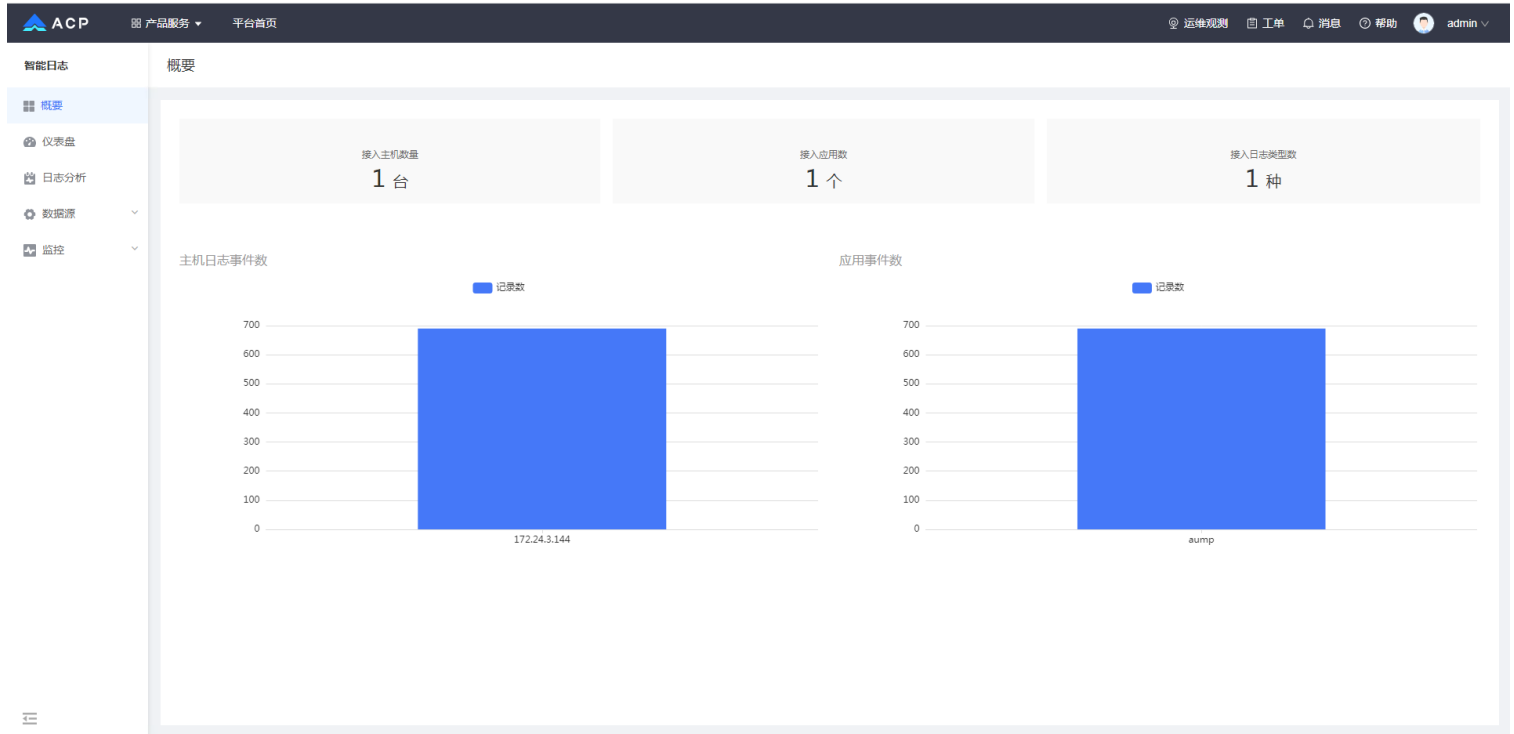 ACP 产品服务 平台首页 运维观测 工单 消息 帮助 admin
智能日志
概要
概要
仪表盘
日志分析
数据源
监控
接入主机数量
1 台
接入应用数
1 个
接入日志类型数
1 种
主机日志事件数
记录数
700
600
500
400
300
200
100
0
172.24.3.144
应用事件数
记录数
700
600
500
400
300
200
100
0
aump